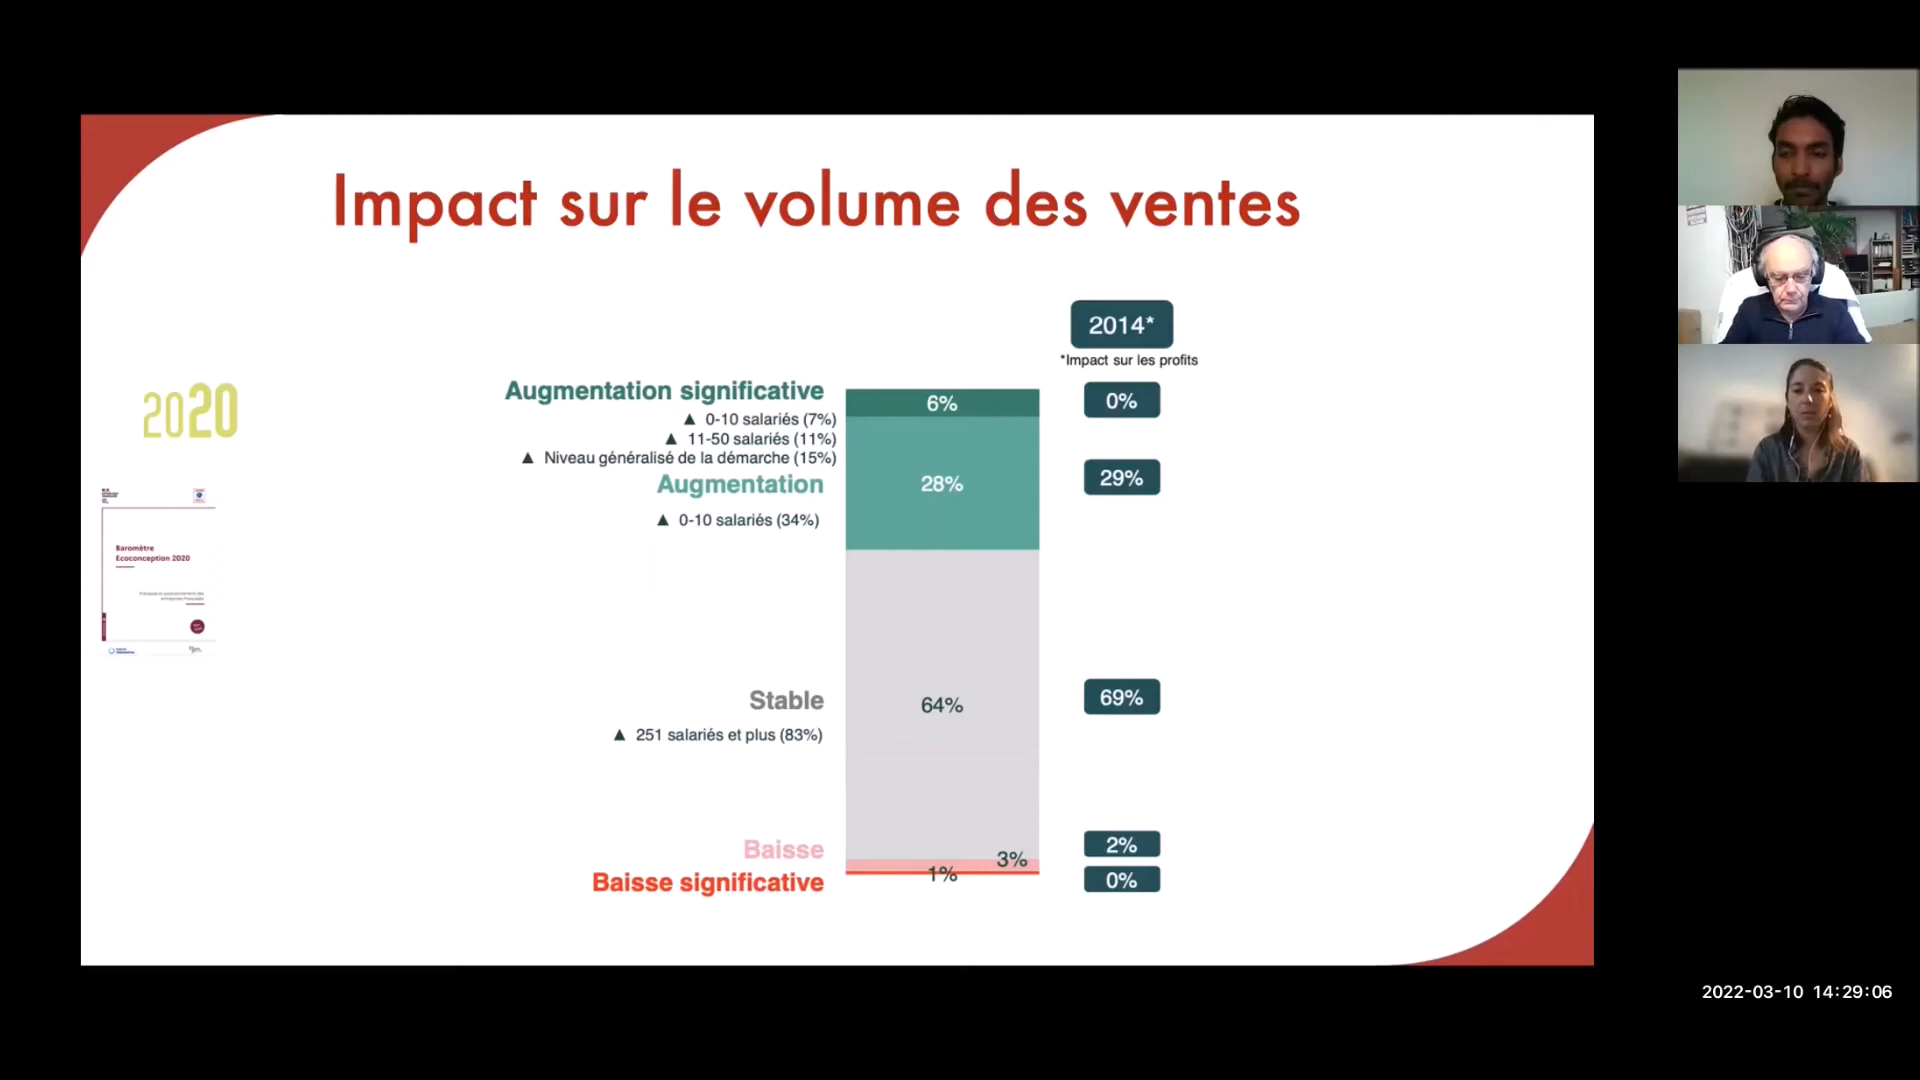 Impact sur le volume des ventes
2014*
*Impact sur les profits
Augmentation significative
6%
0%
▲ 0-10 salariés (7%)
▲ 11-50 salariés (11%)
▲ Niveau généralisé de la démarche (15%)
Augmentation
28%
29%
▲ 0-10 salariés (34%)
2020
Baromètre
Ecoconception 2020
Stable
64%
69%
▲ 251 salariés et plus (83%)
Baisse
3%
2%
Baisse significative
1%
0%
2022-03-10 14:29:06